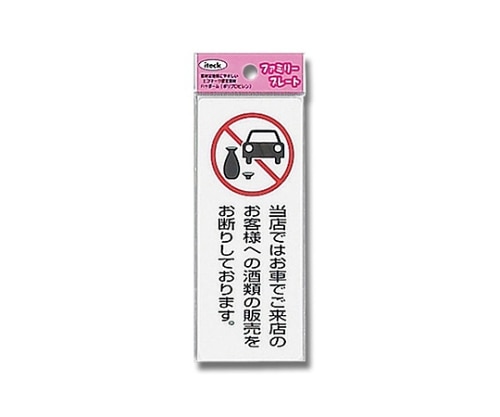 iteck
ファミリー
プレート
当店ではお車でご来店の
お客様への酒類の販売を
お断りしております。